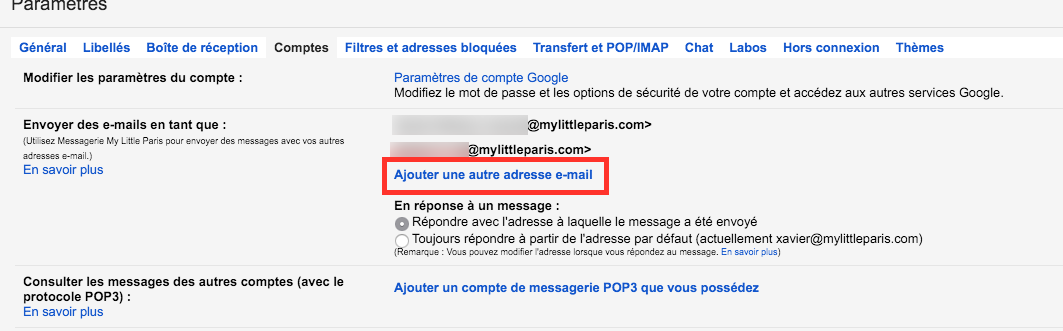 Paramètres
Général Libellés Boîte de réception Comptes Filtres et adresses bloquées Transfert et POP/IMAP Chat Labos Hors connexion Thèmes
Modifier les paramètres du compte :
Paramètres de compte Google
Modifiez le mot de passe et les options de sécurité de votre compte et accédez aux autres services Google.
Envoyer des e-mails en tant que :
(Utilisez Messagerie My Little Paris pour envoyer des messages avec vos autres
adresses e-mail.)
En savoir plus
@mylittleparis.com>
@mylittleparis.com>
Ajouter une autre adresse e-mail
En réponse à un message :
Répondre avec l'adresse à laquelle le message a été envoyé
Toujours répondre à partir de l'adresse par défaut (actuellement xavier@mylittleparis.com)
(Remarque : Vous pouvez modifier l'adresse lorsque vous répondez au message. En savoir plus)
Consulter les messages des autres comptes (avec le
protocole POP3) :
En savoir plus
Ajouter un compte de messagerie POP3 que vous possédez